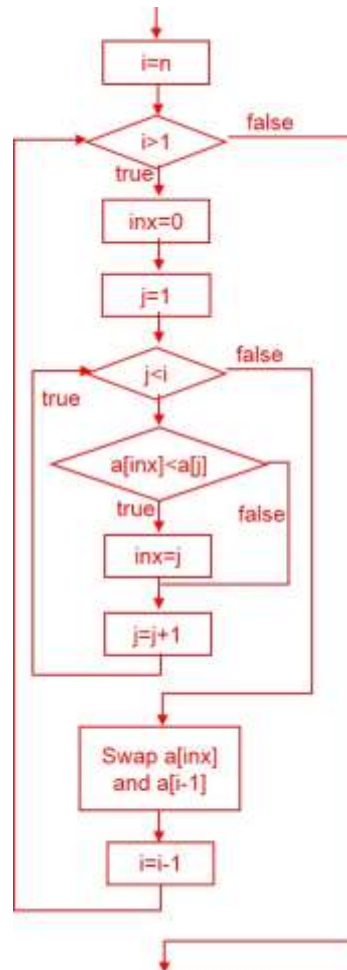 i=n
i>1
false
true
inx=0
j=1
j<i
false
true
a[inx]<a[j]
true
false
inx=j
j=j+1
Swap a[inx]
and a[i-1]
i=i-1